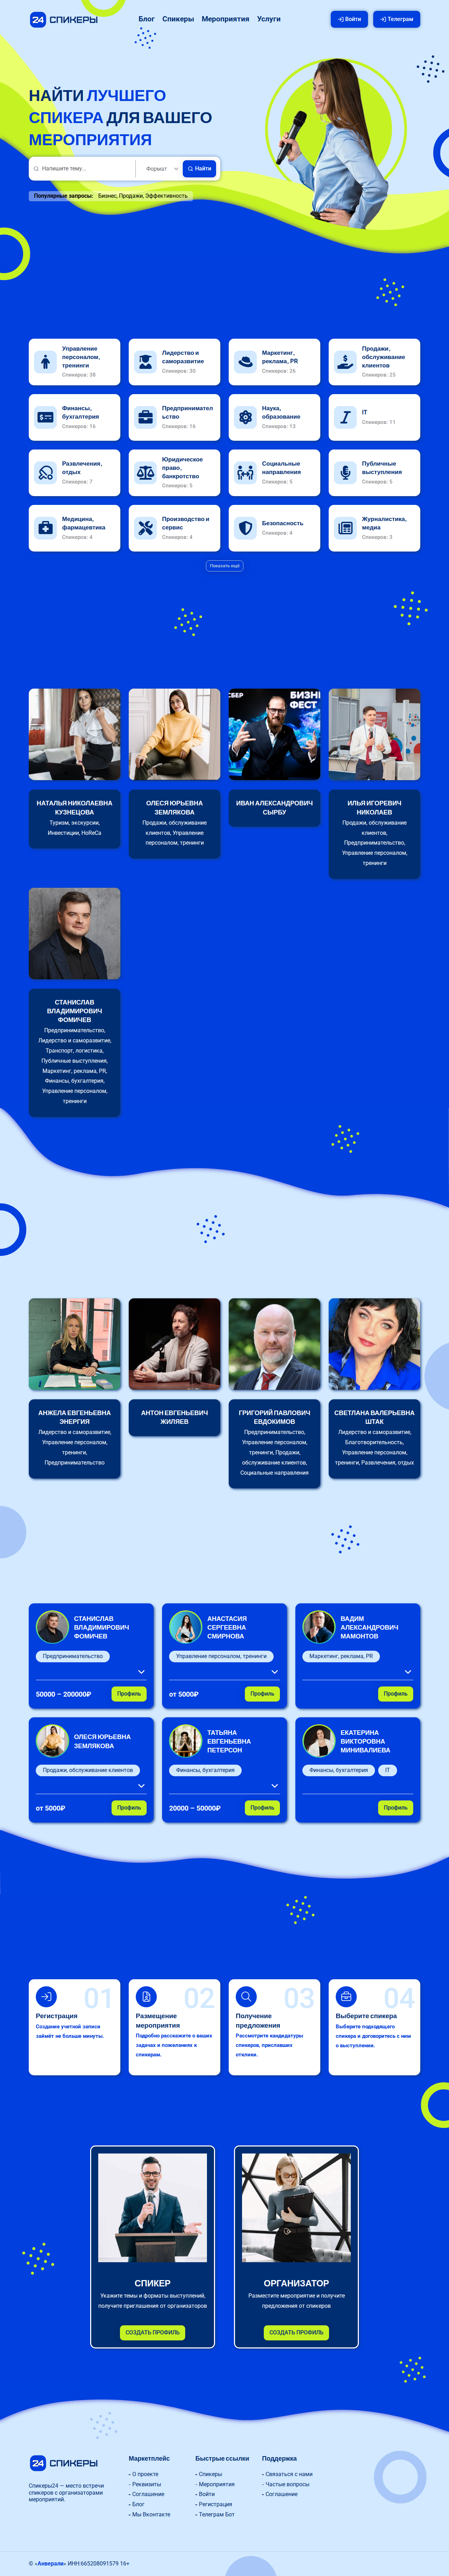 24 СПИКЕРЫ
Блог Спикеры Мероприятия Услуги
Войти
Телеграм
НАЙТИ ЛУЧШЕГО
СПИКЕРА ДЛЯ ВАШЕГО
МЕРОПРИЯТИЯ
Напишите тему...
Формат
Найти
Популярные запросы: Бизнес, Продажи, Эффективность
Управление
персоналом,
тренинги
Спикеров: 38
Лидерство и
саморазвитие
Спикеров: 30
Маркетинг,
реклама, PR
Спикеров: 26
Продажи,
обслуживание
клиентов
Спикеров: 25
Финансы,
бухгалтерия
Спикеров: 16
Предпринимател
ьство
Спикеров: 16
Наука,
образование
Спикеров: 13
IT
Спикеров: 11
Развлечения,
отдых
Спикеров: 7
Юридическое
право,
банкротство
Спикеров: 5
Социальные
направления
Спикеров: 5
Публичные
выступления
Спикеров: 5
Медицина,
фармацевтика
Спикеров: 4
Производство и
сервис
Спикеров: 4
Безопасность
Спикеров: 4
Журналистика,
медиа
Спикеров: 3
Показать ещё
СБЕР
БИЗНЕ
ФЕСТ
НАТАЛЬЯ НИКОЛАЕВНА
КУЗНЕЦОВА
Туризм, экскурсии,
Инвестиции, HoReCa
ОЛЕСЯ ЮРЬЕВНА
ЗЕМЛЯКОВА
Продажи, обслуживание
клиентов, Управление
персоналом, тренинги
ИВАН АЛЕКСАНДРОВИЧ
СЫРБУ
ИЛЬЯ ИГОРЕВИЧ
НИКОЛАЕВ
Продажи, обслуживание
клиентов,
Предпринимательство,
Управление персоналом,
тренинги
СТАНИСЛАВ
ВЛАДИМИРОВИЧ
ФОМИЧЕВ
Предпринимательство,
Лидерство и саморазвитие,
Транспорт, логистика,
Публичные выступления,
Маркетинг, реклама, PR,
Финансы, бухгалтерия,
Управление персоналом,
тренинги
АНЖЕЛА ЕВГЕНЬЕВНА
ЭНЕРГИЯ
Лидерство и саморазвитие,
Управление персоналом,
тренинги,
Предпринимательство
АНТОН ЕВГЕНЬЕВИЧ
ЖИЛЯЕВ
ГРИГОРИЙ ПАВЛОВИЧ
ЕВДОКИМОВ
Предпринимательство,
Управление персоналом,
тренинги, Продажи,
обслуживание клиентов,
Социальные направления
СВЕТЛАНА ВАЛЕРЬЕВНА
ШТАК
Лидерство и саморазвитие,
Благотворительность,
Управление персоналом,
тренинги, Развлечения, отдых
СТАНИСЛАВ
ВЛАДИМИРОВИЧ
ФОМИЧЕВ
Предпринимательство
50000 – 200000₽
Профиль
АНАСТАСИЯ
СЕРГЕЕВНА
СМИРНОВА
Управление персоналом, тренинги
от 5000₽
Профиль
ВАДИМ
АЛЕКСАНДРОВИЧ
МАМОНТОВ
Маркетинг, реклама, PR
Профиль
ОЛЕСЯ ЮРЬЕВНА
ЗЕМЛЯКОВА
Продажи, обслуживание клиентов
от 5000₽
Профиль
ТАТЬЯНА
ЕВГЕНЬЕВНА
ПЕТЕРСОН
Финансы, бухгалтерия
20000 – 50000₽
Профиль
ЕКАТЕРИНА
ВИКТОРОВНА
МИНИВАЛИЕВА
Финансы, бухгалтерия
IT
Профиль
01
Регистрация
Создание учетной записи
займёт не больше минуты.
02
Размещение
мероприятия
Подробно расскажите о ваших
задачах и пожеланиях к
спикерам.
03
Получение
предложения
Рассмотрите кандидатуры
спикеров, приславших
отклики.
04
Выберите спикера
Выберите подходящего
спикера и договоритесь с ним
о выступлении.
СПИКЕР
Укажите темы и форматы выступлений,
получите приглашения от организаторов
СОЗДАТЬ ПРОФИЛЬ
ОРГАНИЗАТОР
Разместите мероприятие и получите
предложения от спикеров
СОЗДАТЬ ПРОФИЛЬ
24 СПИКЕРЫ
Спикеры24 — место встречи
спикеров с организаторами
мероприятий.
Маркетплейс
- О проекте
- Реквизиты
- Соглашение
- Блог
- Мы Вконтакте
Быстрые ссылки
- Спикеры
- Мероприятия
- Войти
- Регистрация
- Телеграм Бот
Поддержка
- Связаться с нами
- Частые вопросы
- Соглашение
© «Анверали» ИНН:665208091579 16+